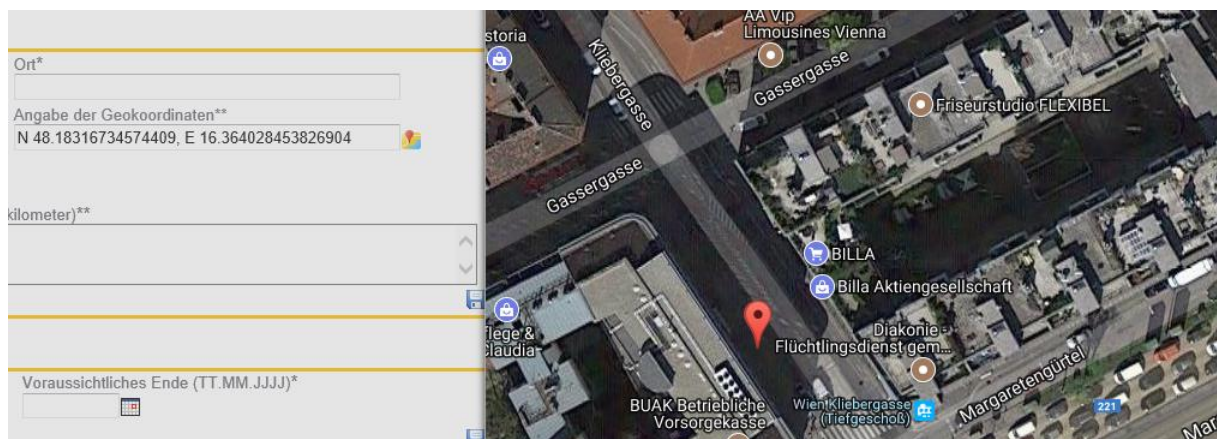 Ort*
Angabe der Geokoordinaten**
N 48.18316734574409, E 16.364028453826904
kilometer)**
Voraussichtliches Ende (TT.MM.JJJJ)*
storia
Kliebergasse
AA Vip
Limousines Vienna
Gassergasse
Friseurstudio FLEXIBEL
Gassergasse
BILLA
Billa Aktiengesellschaft
flege &
Claudia
Diakonie -
Flüchtlingsdienst gem...
Margaretengürtel
BUAK Betriebliche
Vorsorgekasse
Wien Kliebergasse
(Tiefgeschoß)
221
Mar